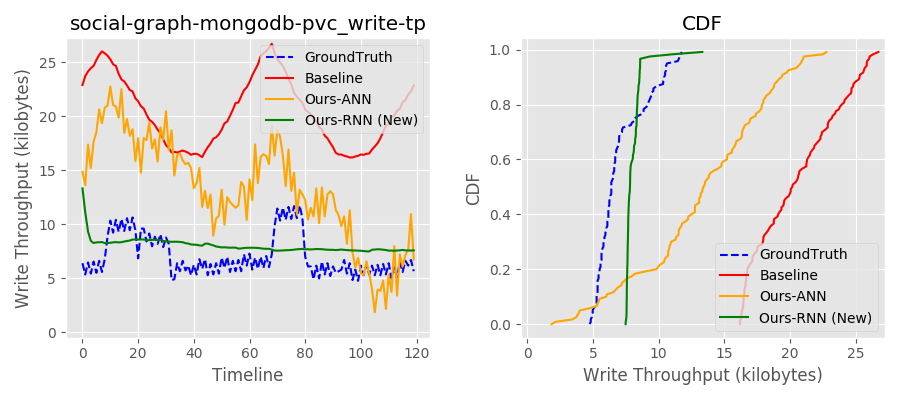 social-graph-mongodb-pvc_write-tp
Write Throughput (kilobytes)
25
20
15
10
5
0
0
20
40
60
80
100
120
Timeline
GroundTruth
Baseline
Ours-ANN
Ours-RNN (New)
CDF
CDF
1.0
0.8
0.6
0.4
0.2
0.0
0
5
10
15
20
25
Write Throughput (kilobytes)
GroundTruth
Baseline
Ours-ANN
Ours-RNN (New)